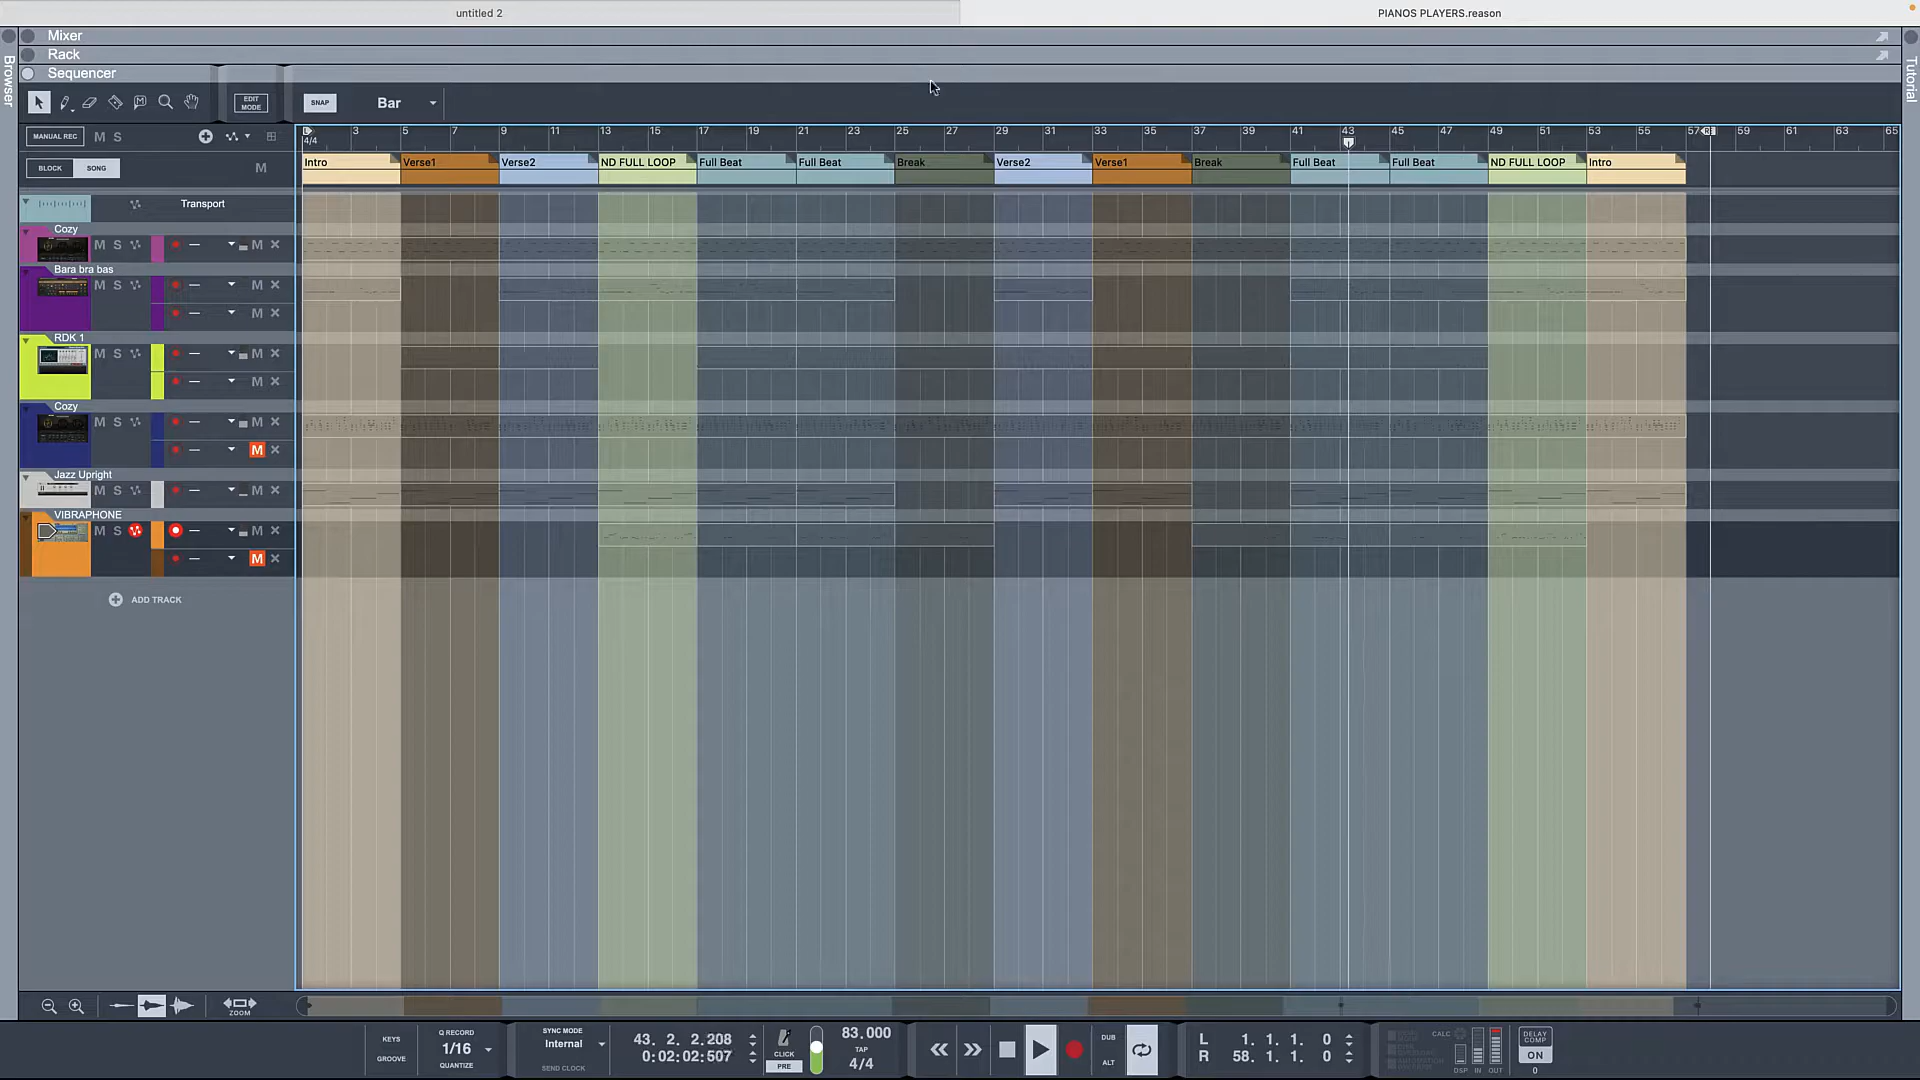 untitled 2 PIANOS PLAYERS.reason
Mixer
Rack
Sequencer
Browser
Tutorial
EDIT MODE SNAP Bar
MANUAL REC M S
1 3 5 7 9 11 13 15 17 19 21 23 25 27 29 31 33 35 37 39 41 43 45 47 49 51 53 55 57 59 61 63 65
4/4
Intro Verse1 Verse2 ND FULL LOOP Full Beat Full Beat Break Verse2 Verse1 Break Full Beat Full Beat ND FULL LOOP Intro
BLOCK SONG M
Transport
Cozy
M S M
Bara bra bas
M S M
M
RDK 1
M S M
M
Cozy
M S M
M
Jazz Upright
M S M
VIBRAPHONE
M S M
M
ADD TRACK
ZOOM
KEYS
GROOVE
Q RECORD
1/16
QUANTIZE
SYNC MODE
Internal
SEND CLOCK
43. 2. 2.208
0:02:02:507
CLICK
PRE
83.000
TAP
4/4
DUB
ALT
L 1. 1. 1. 0
R 58. 1. 1. 0
CALC
DSP IN OUT
DELAY COMP
ON
0